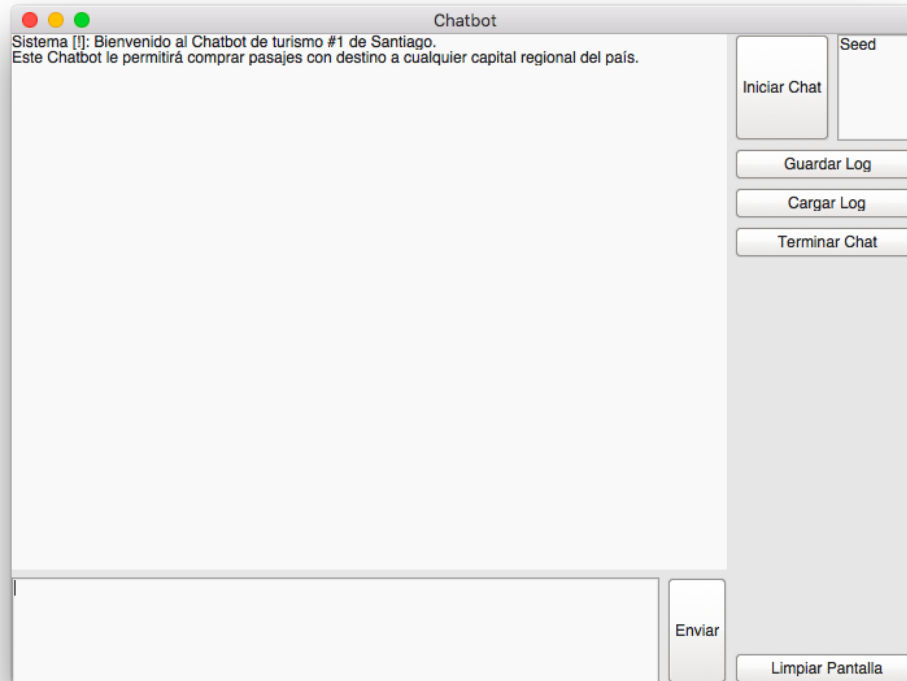 Chatbot
Sistema [!]: Bienvenido al Chatbot de turismo #1 de Santiago.
Este Chatbot le permitirá comprar pasajes con destino a cualquier capital regional del país.
Iniciar Chat
Seed
Guardar Log
Cargar Log
Terminar Chat
Enviar
Limpiar Pantalla